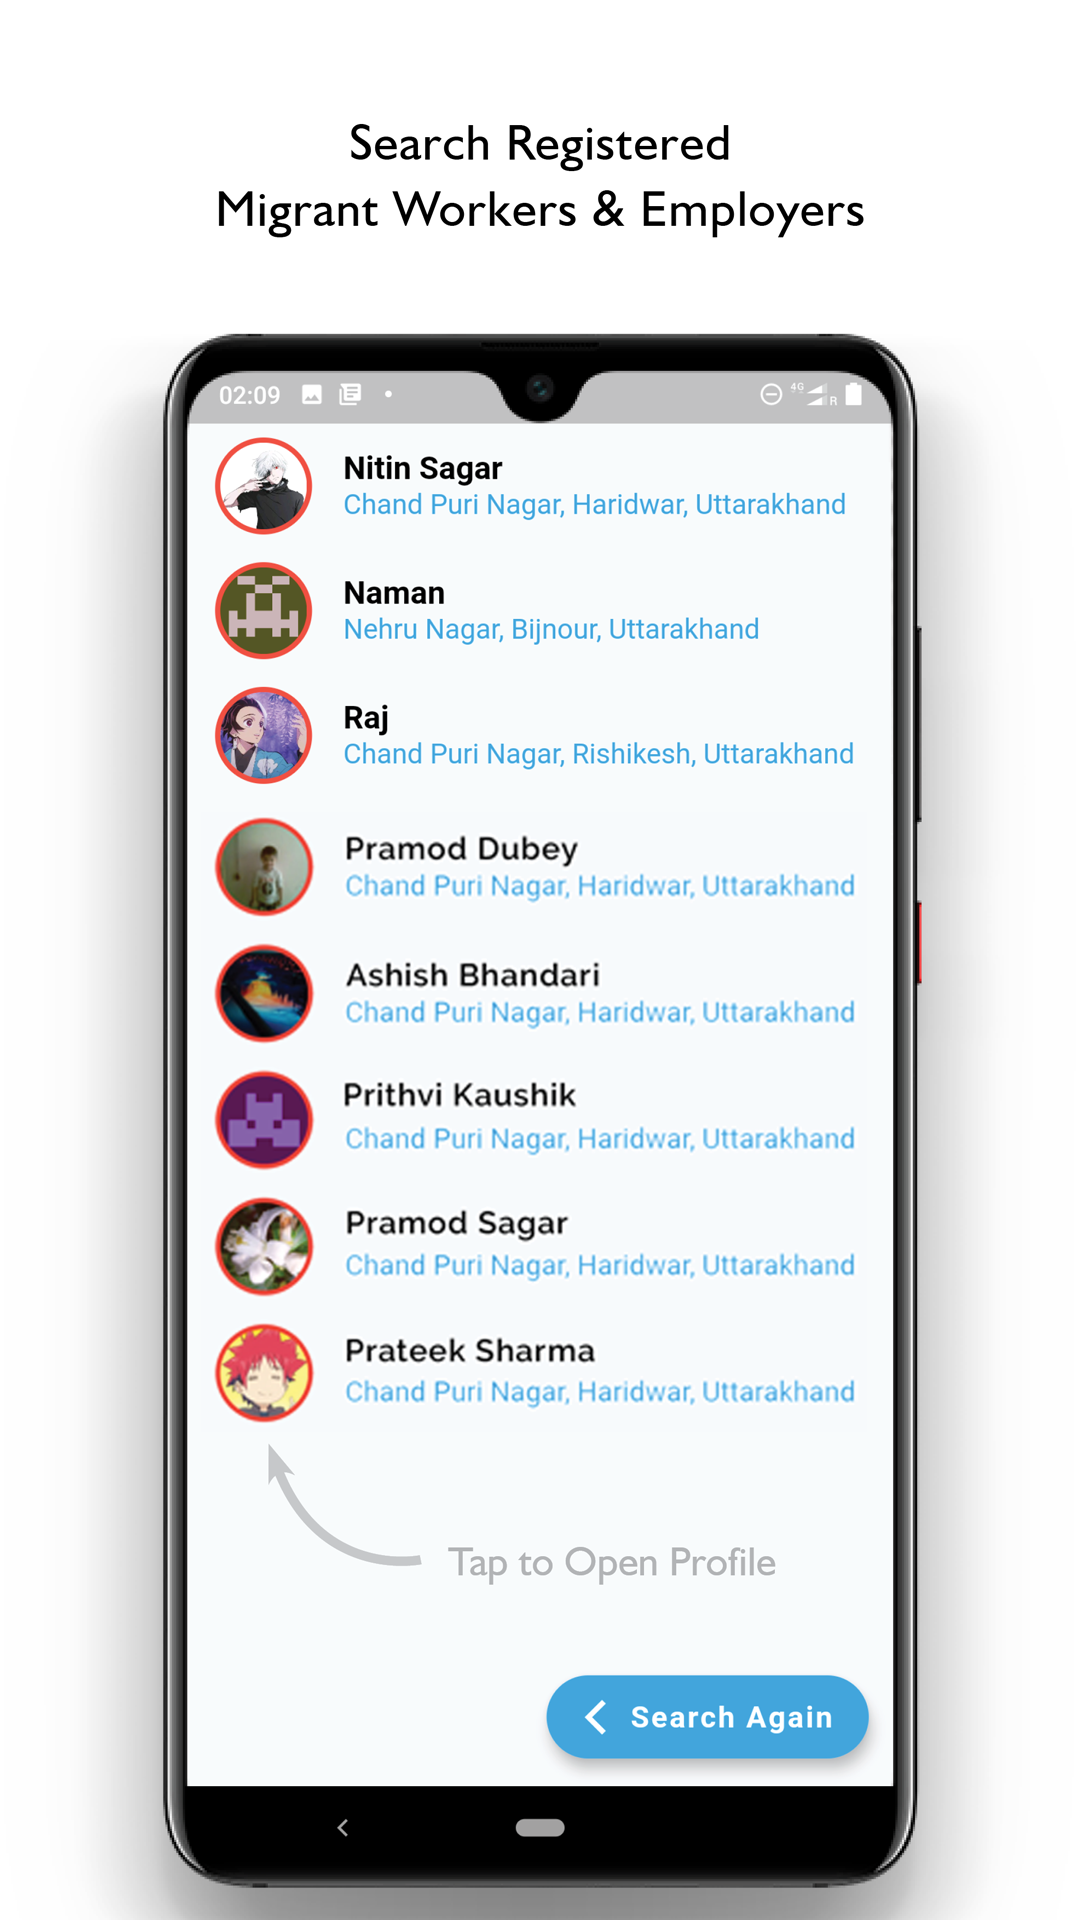 Search Registered
Migrant Workers & Employers
02:09
4G
R
Nitin Sagar
Chand Puri Nagar, Haridwar, Uttarakhand
Naman
Nehru Nagar, Bijnour, Uttarakhand
Raj
Chand Puri Nagar, Rishikesh, Uttarakhand
Pramod Dubey
Chand Puri Nagar, Haridwar, Uttarakhand
Ashish Bhandari
Chand Puri Nagar, Haridwar, Uttarakhand
Prithvi Kaushik
Chand Puri Nagar, Haridwar, Uttarakhand
Pramod Sagar
Chand Puri Nagar, Haridwar, Uttarakhand
Prateek Sharma
Chand Puri Nagar, Haridwar, Uttarakhand
Tap to Open Profile
Search Again